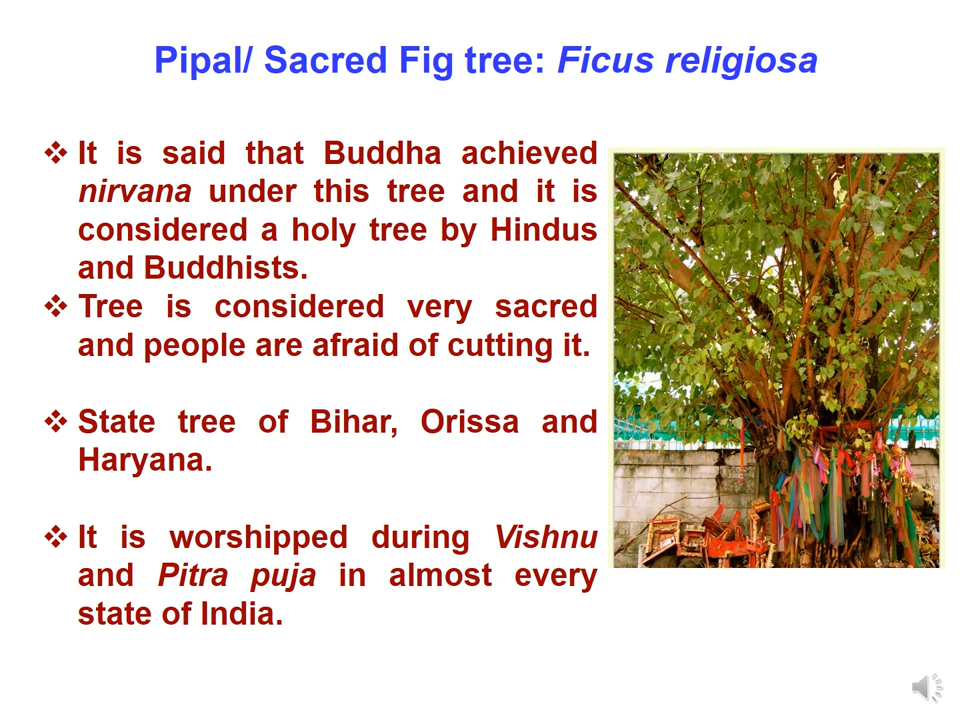 Pipal/ Sacred Fig tree: Ficus religiosa
❖ It is said that Buddha achieved
nirvana under this tree and it is
considered a holy tree by Hindus
and Buddhists.
❖ Tree is considered very sacred
and people are afraid of cutting it.
❖ State tree of Bihar, Orissa and
Haryana.
❖ It is worshipped during Vishnu
and Pitra puja in almost every
state of India.